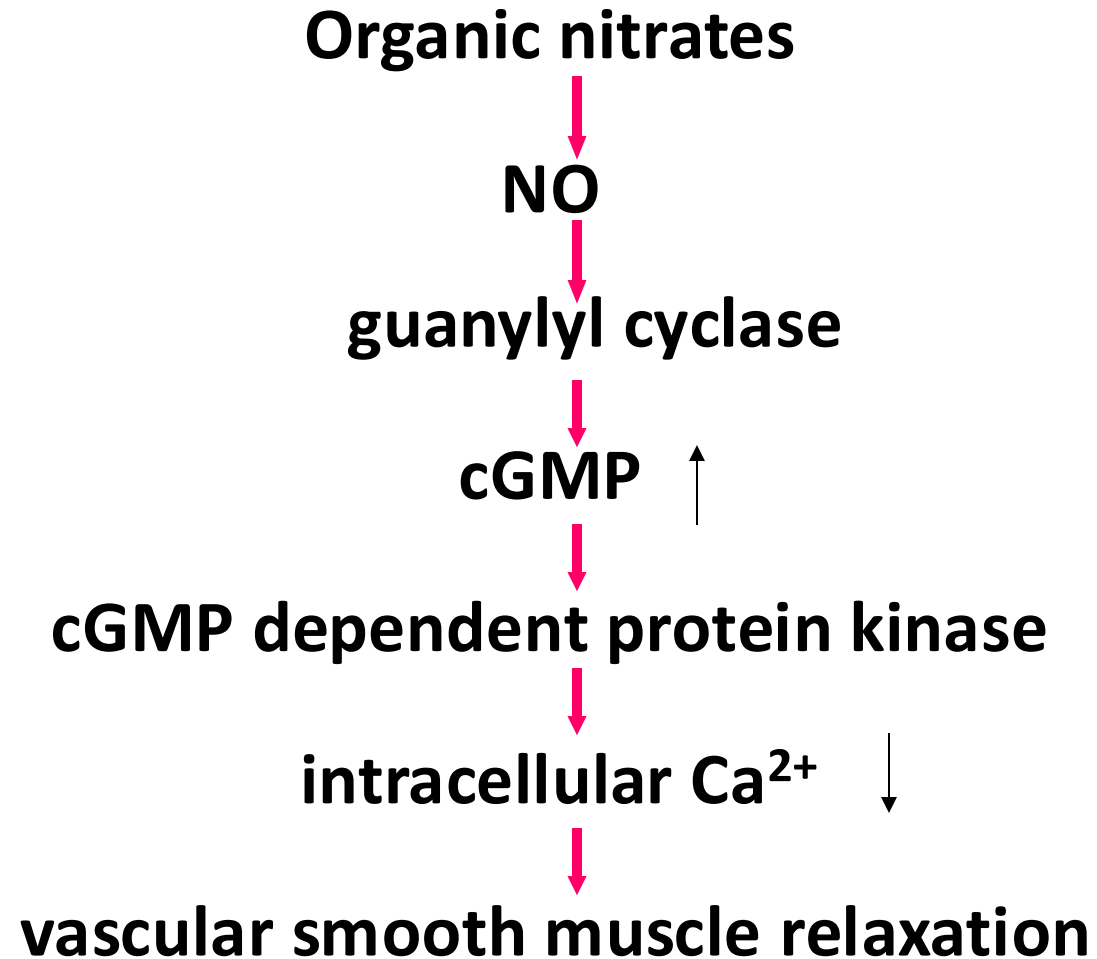 Organic nitrates
NO
guanylyl cyclase
cGMP
cGMP dependent protein kinase
intracellular Ca²⁺
vascular smooth muscle relaxation